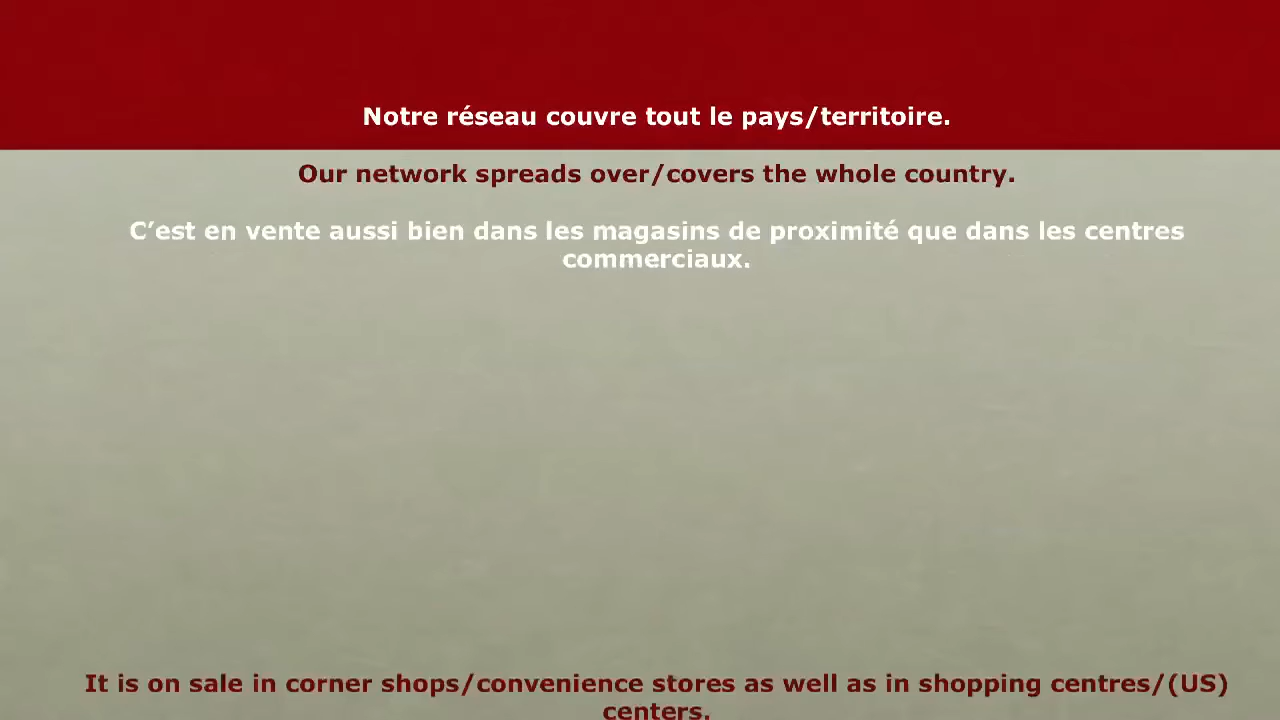 Notre réseau couvre tout le pays/territoire.
Our network spreads over/covers the whole country.
C’est en vente aussi bien dans les magasins de proximité que dans les centres
commerciaux.
It is on sale in corner shops/convenience stores as well as in shopping centres/(US)
centers.